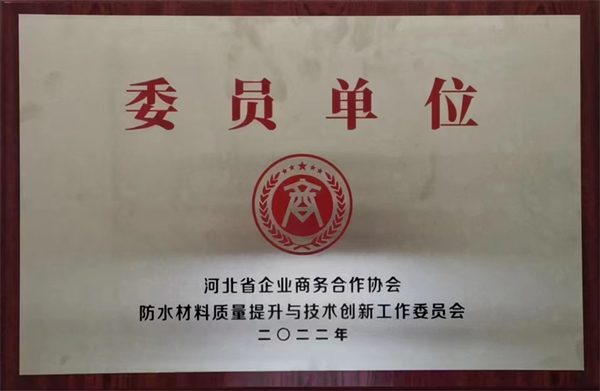 委员单位
商
河北省企业商务合作协会
防水材料质量提升与技术创新工作委员会
二〇二二年